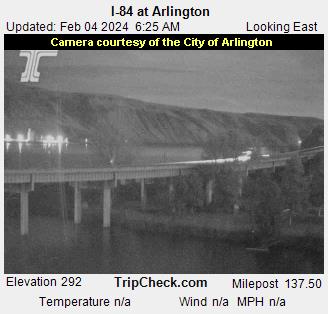 I-84 at Arlington
Updated: Feb 04 2024 6:25 AM Looking East
Camera courtesy of the City of Arlington
Elevation 292 TripCheck.com Milepost 137.50
Temperature n/a Wind n/a MPH n/a